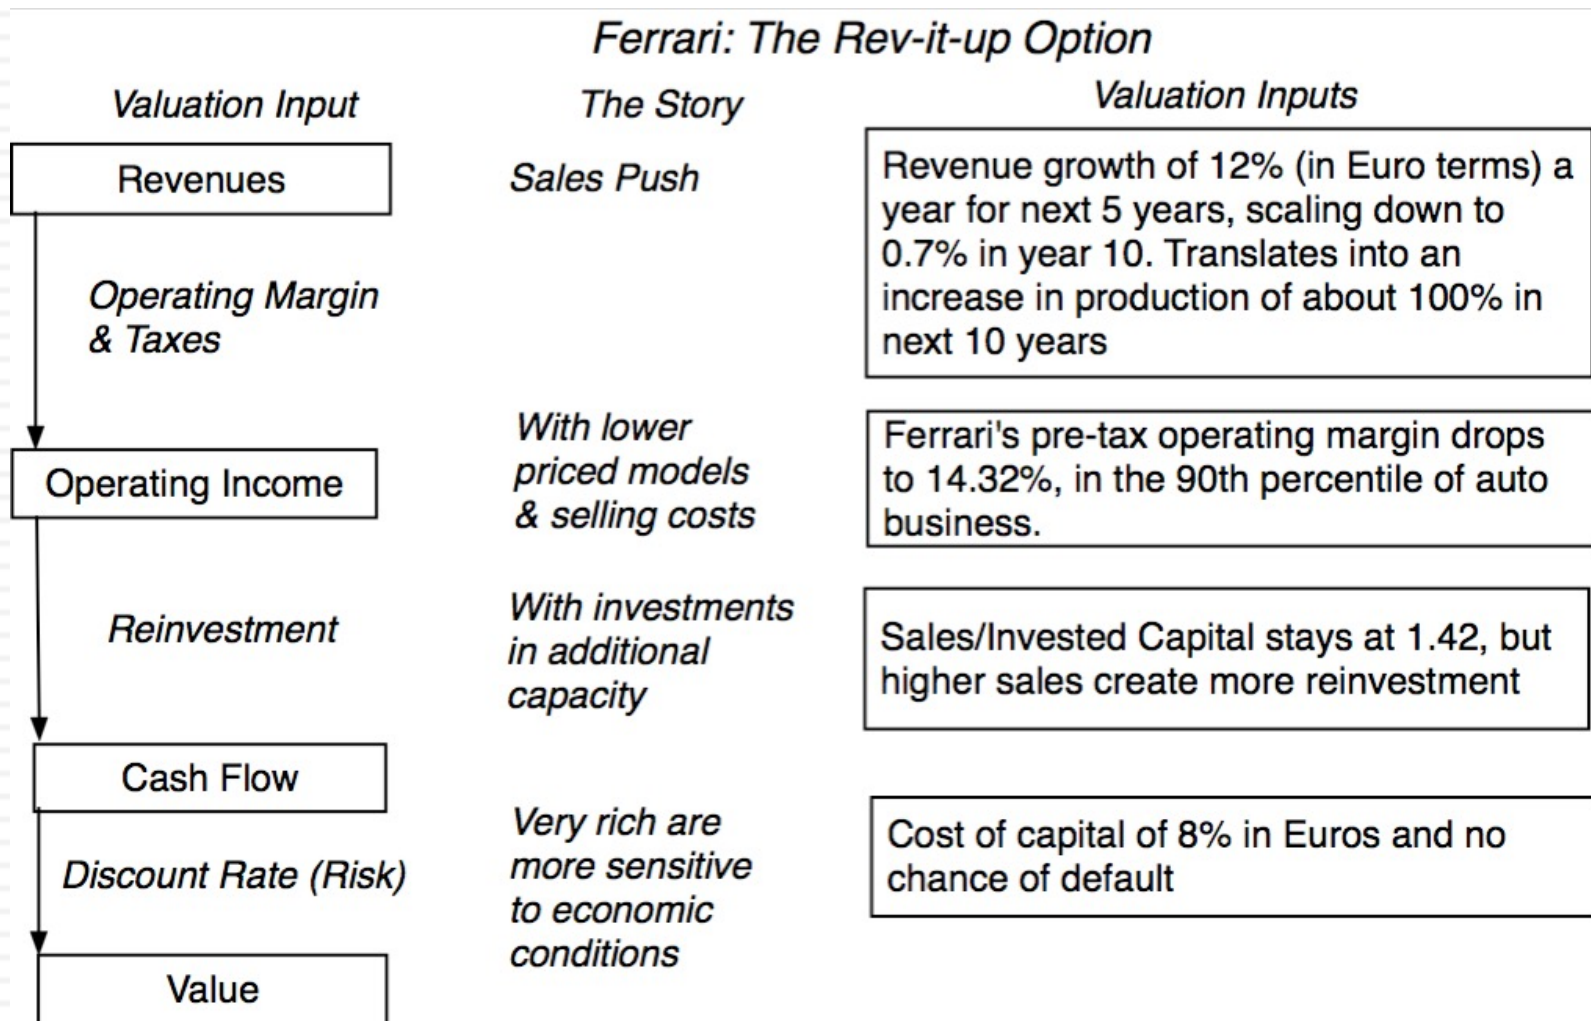 Ferrari: The Rev-it-up Option
Valuation Input
The Story
Valuation Inputs
Revenues
Sales Push
Revenue growth of 12% (in Euro terms) a
year for next 5 years, scaling down to
0.7% in year 10. Translates into an
increase in production of about 100% in
next 10 years
Operating Margin
& Taxes
Operating Income
With lower
priced models
& selling costs
Ferrari's pre-tax operating margin drops
to 14.32%, in the 90th percentile of auto
business.
Reinvestment
With investments
in additional
capacity
Sales/Invested Capital stays at 1.42, but
higher sales create more reinvestment
Cash Flow
Discount Rate (Risk)
Very rich are
more sensitive
to economic
conditions
Cost of capital of 8% in Euros and no
chance of default
Value